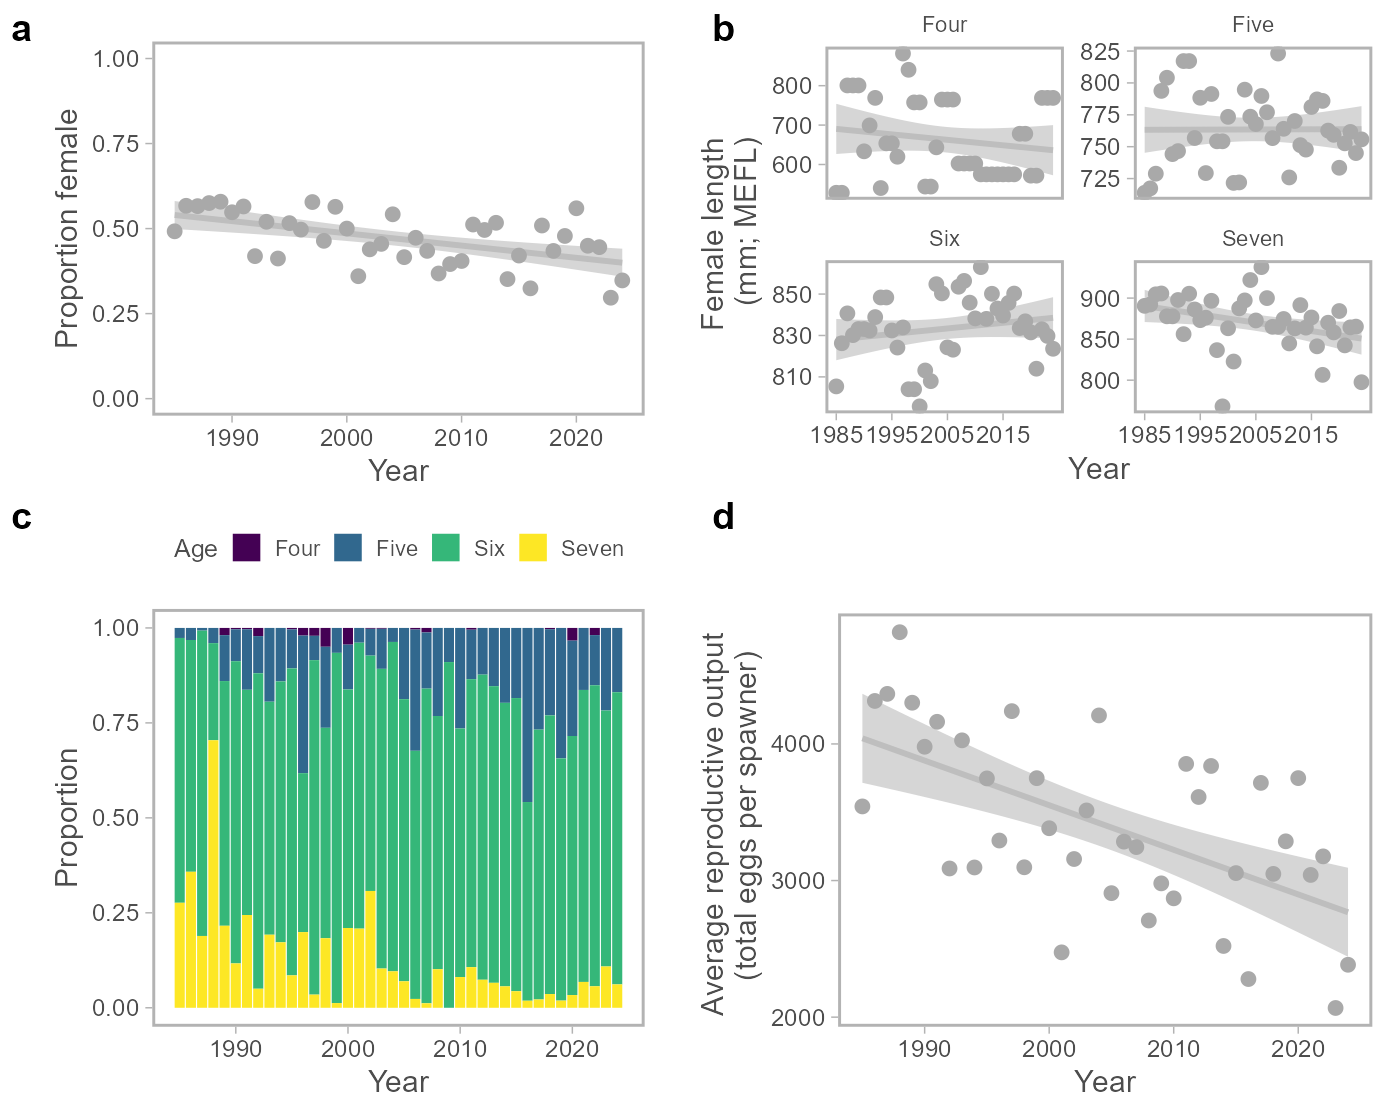 a
1.00
0.75
0.50
0.25
0.00
Proportion female
1990 2000 2010 2020
Year
b
Four
Five
800
700
600
825
800
775
750
725
Six
Seven
850
830
810
900
850
800
Female length
(mm; MEFL)
1985 1995 2005 2015
1985 1995 2005 2015
Year
c
Age Four Five Six Seven
1.00
0.75
0.50
0.25
0.00
Proportion
1990 2000 2010 2020
Year
d
4000
3000
2000
Average reproductive output
(total eggs per spawner)
1990 2000 2010 2020
Year